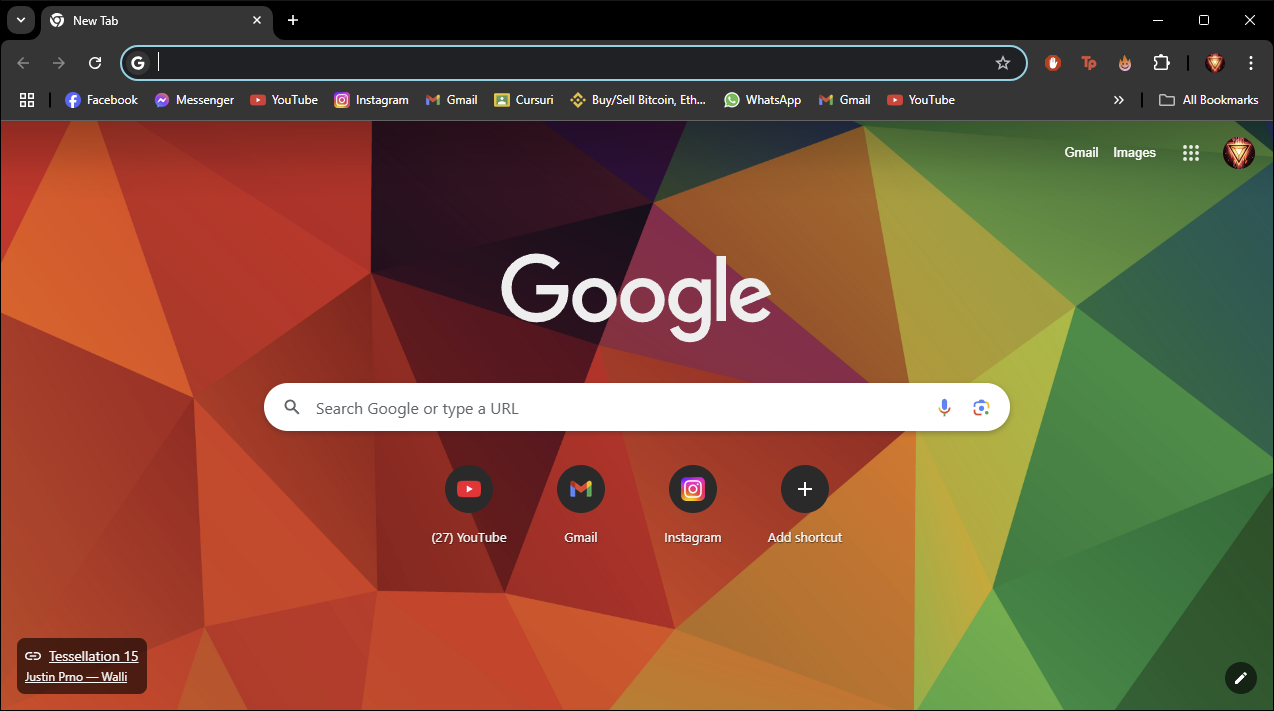 New Tab
Facebook Messenger YouTube Instagram Gmail Cursuri Buy/Sell Bitcoin, Eth... WhatsApp Gmail YouTube All Bookmarks
Gmail Images
Google
Search Google or type a URL
(27) YouTube Gmail Instagram Add shortcut
Tessellation 15
Justin Prno — Walli